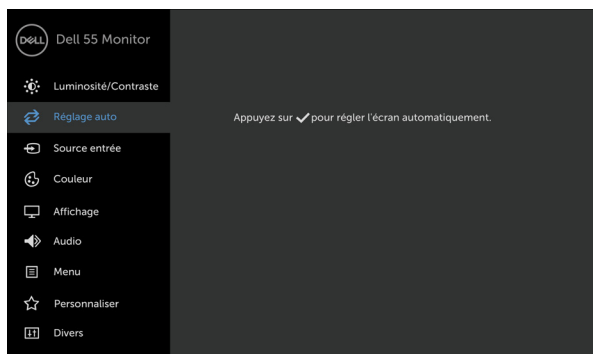 DELL
Dell 55 Monitor
Luminosité/Contraste
Réglage auto
Appuyez sur ✓ pour régler l'écran automatiquement.
Source entrée
Couleur
Affichage
Audio
Menu
Personnaliser
Divers